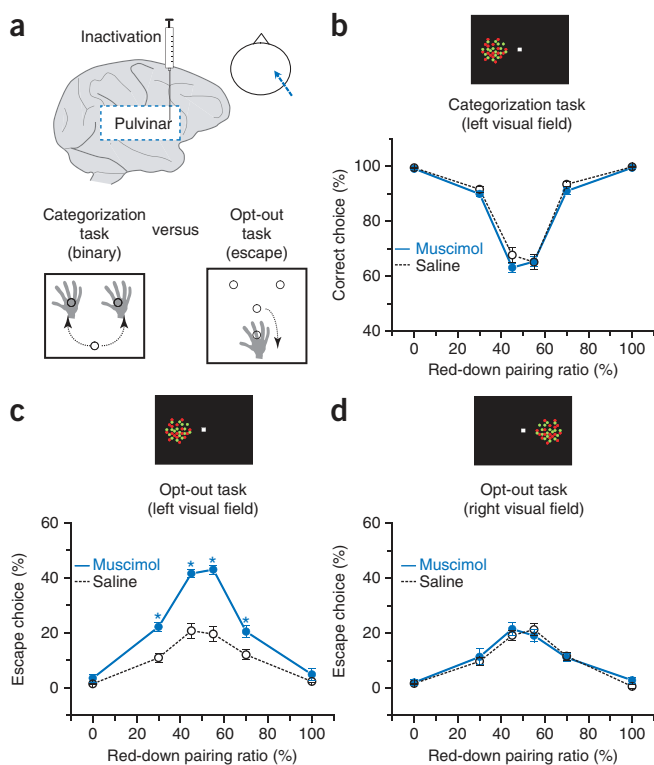 a
Inactivation
Pulvinar
Categorization
task
(binary)
versus
Opt-out
task
(escape)
b
Categorization task
(left visual field)
Correct choice (%)
100
80
60
40
Muscimol
Saline
0 20 40 60 80 100
Red-down pairing ratio (%)
c
Opt-out task
(left visual field)
Escape choice (%)
60
40
20
0
Muscimol
Saline
* * * *
0 20 40 60 80 100
Red-down pairing ratio (%)
d
Opt-out task
(right visual field)
Escape choice (%)
60
40
20
0
Muscimol
Saline
0 20 40 60 80 100
Red-down pairing ratio (%)